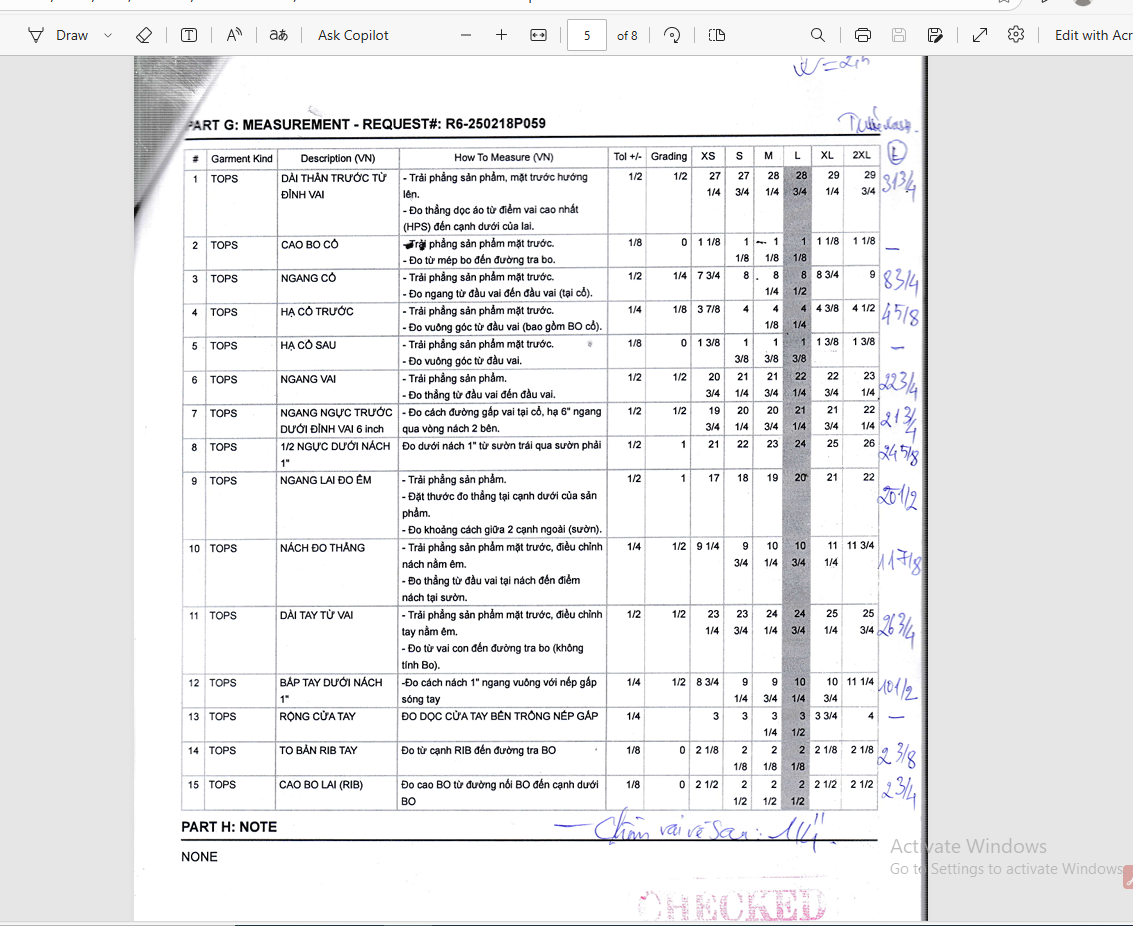 Draw
Ask Copilot
5 of 8
Edit with Acr
PART G: MEASUREMENT - REQUEST#: R6-250218P059
# Garment Kind Description (VN) How To Measure (VN) Tol +/- Grading XS S M L XL 2XL L
1 TOPS DÀI THÂN TRƯỚC TỪ ĐỈNH VAI - Trải phẳng sản phẩm, mặt trước hướng lên. 1/2 1/2 27 1/4 27 3/4 28 1/4 28 3/4 29 1/4 29 3/4 31 3/4
- Đo thẳng dọc áo từ điểm vai cao nhất (HPS) đến cạnh dưới của lai.
2 TOPS CAO BO CỔ - Trải phẳng sản phẩm mặt trước. 1/8 0 1 1/8 1 1/8 1 1/8 1 1/8 1 1/8 1 1/8 —
- Đo từ mép bo đến đường tra bo.
3 TOPS NGANG CỔ - Trải phẳng sản phẩm mặt trước. 1/2 1/4 7 3/4 8 8 1/4 8 1/2 8 3/4 9 8 3/4
- Đo ngang từ đầu vai đến đầu vai (tại cổ).
4 TOPS HẠ CỔ TRƯỚC - Trải phẳng sản phẩm mặt trước. 1/4 1/8 3 7/8 4 4 1/8 4 1/4 4 3/8 4 1/2 4 5/8
- Đo vuông góc từ đầu vai (bao gồm BO cổ).
5 TOPS HẠ CỔ SAU - Trải phẳng sản phẩm mặt trước. 1/8 0 1 3/8 1 3/8 1 3/8 1 3/8 1 3/8 1 3/8 —
- Đo vuông góc từ đầu vai.
6 TOPS NGANG VAI - Trải phẳng sản phẩm. 1/2 1/2 20 3/4 21 1/4 21 3/4 22 1/4 22 3/4 23 1/4 22 3/4
- Đo thẳng từ đầu vai đến đầu vai.
7 TOPS NGANG NGỰC TRƯỚC DƯỚI ĐỈNH VAI 6 inch - Đo cách đường gấp vai tại cổ, hạ 6" ngang qua vòng nách 2 bên. 1/2 1/2 19 3/4 20 1/4 20 3/4 21 1/4 21 3/4 22 1/4 21 3/4
8 TOPS 1/2 NGỰC DƯỚI NÁCH 1" Đo dưới nách 1" từ sườn trái qua sườn phải 1/2 1 21 22 23 24 25 26 24 5/8
9 TOPS NGANG LAI ĐO ÊM - Trải phẳng sản phẩm. 1/2 1 17 18 19 20 21 22 20 1/2
- Đặt thước đo thẳng tại cạnh dưới của sản phẩm.
- Đo khoảng cách giữa 2 cạnh ngoài (sườn).
10 TOPS NÁCH ĐO THẲNG - Trải phẳng sản phẩm mặt trước, điều chỉnh nách nằm êm. 1/4 1/2 9 1/4 9 3/4 10 1/4 10 3/4 11 1/4 11 3/4 11 7/8
- Đo thẳng từ đầu vai tại nách đến điểm nách tại sườn.
11 TOPS DÀI TAY TỪ VAI - Trải phẳng sản phẩm mặt trước, điều chỉnh tay nằm êm. 1/2 1/2 23 1/4 23 3/4 24 1/4 24 3/4 25 1/4 25 3/4 26 3/4
- Đo từ vai con đến đường tra bo (không tính Bo).
12 TOPS BẮP TAY DƯỚI NÁCH 1" -Đo cách nách 1" ngang vuông với nếp gấp sóng tay 1/4 1/2 8 3/4 9 1/4 9 3/4 10 1/4 10 3/4 11 1/4 10 1/2
13 TOPS RỘNG CỬA TAY ĐO DỌC CỬA TAY BÊN TRÔNG NÉP GẤP 1/4 3 3 3 1/4 3 1/2 3 3/4 4 —
14 TOPS TO BẢN RIB TAY Đo từ cạnh RIB đến đường tra BO 1/8 0 2 1/8 2 1/8 2 1/8 2 1/8 2 1/8 2 1/8 2 3/8
15 TOPS CAO BO LAI (RIB) Đo cao BO từ đường nối BO đến cạnh dưới BO 1/8 0 2 1/2 2 1/2 2 1/2 2 1/2 2 1/2 2 1/2 2 3/4
PART H: NOTE
— Chồm vai về sau: 1/4".
NONE
Activate Windows
Go to Settings to activate Windows
CHECKED